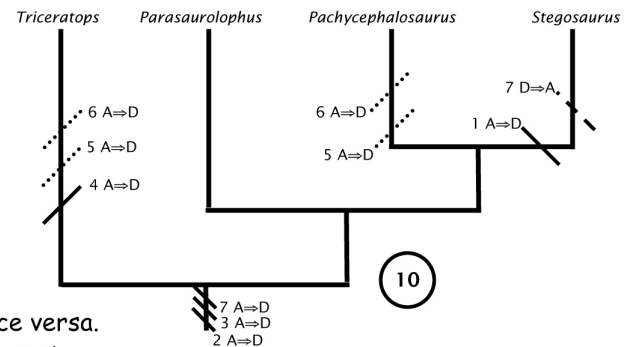 Triceratops Parasaurolophus Pachycephalosaurus Stegosaurus
7 D⇒A
6 A⇒D 6 A⇒D
1 A⇒D
5 A⇒D 5 A⇒D
4 A⇒D
10
7 A⇒D
3 A⇒D
2 A⇒D
ce versa.